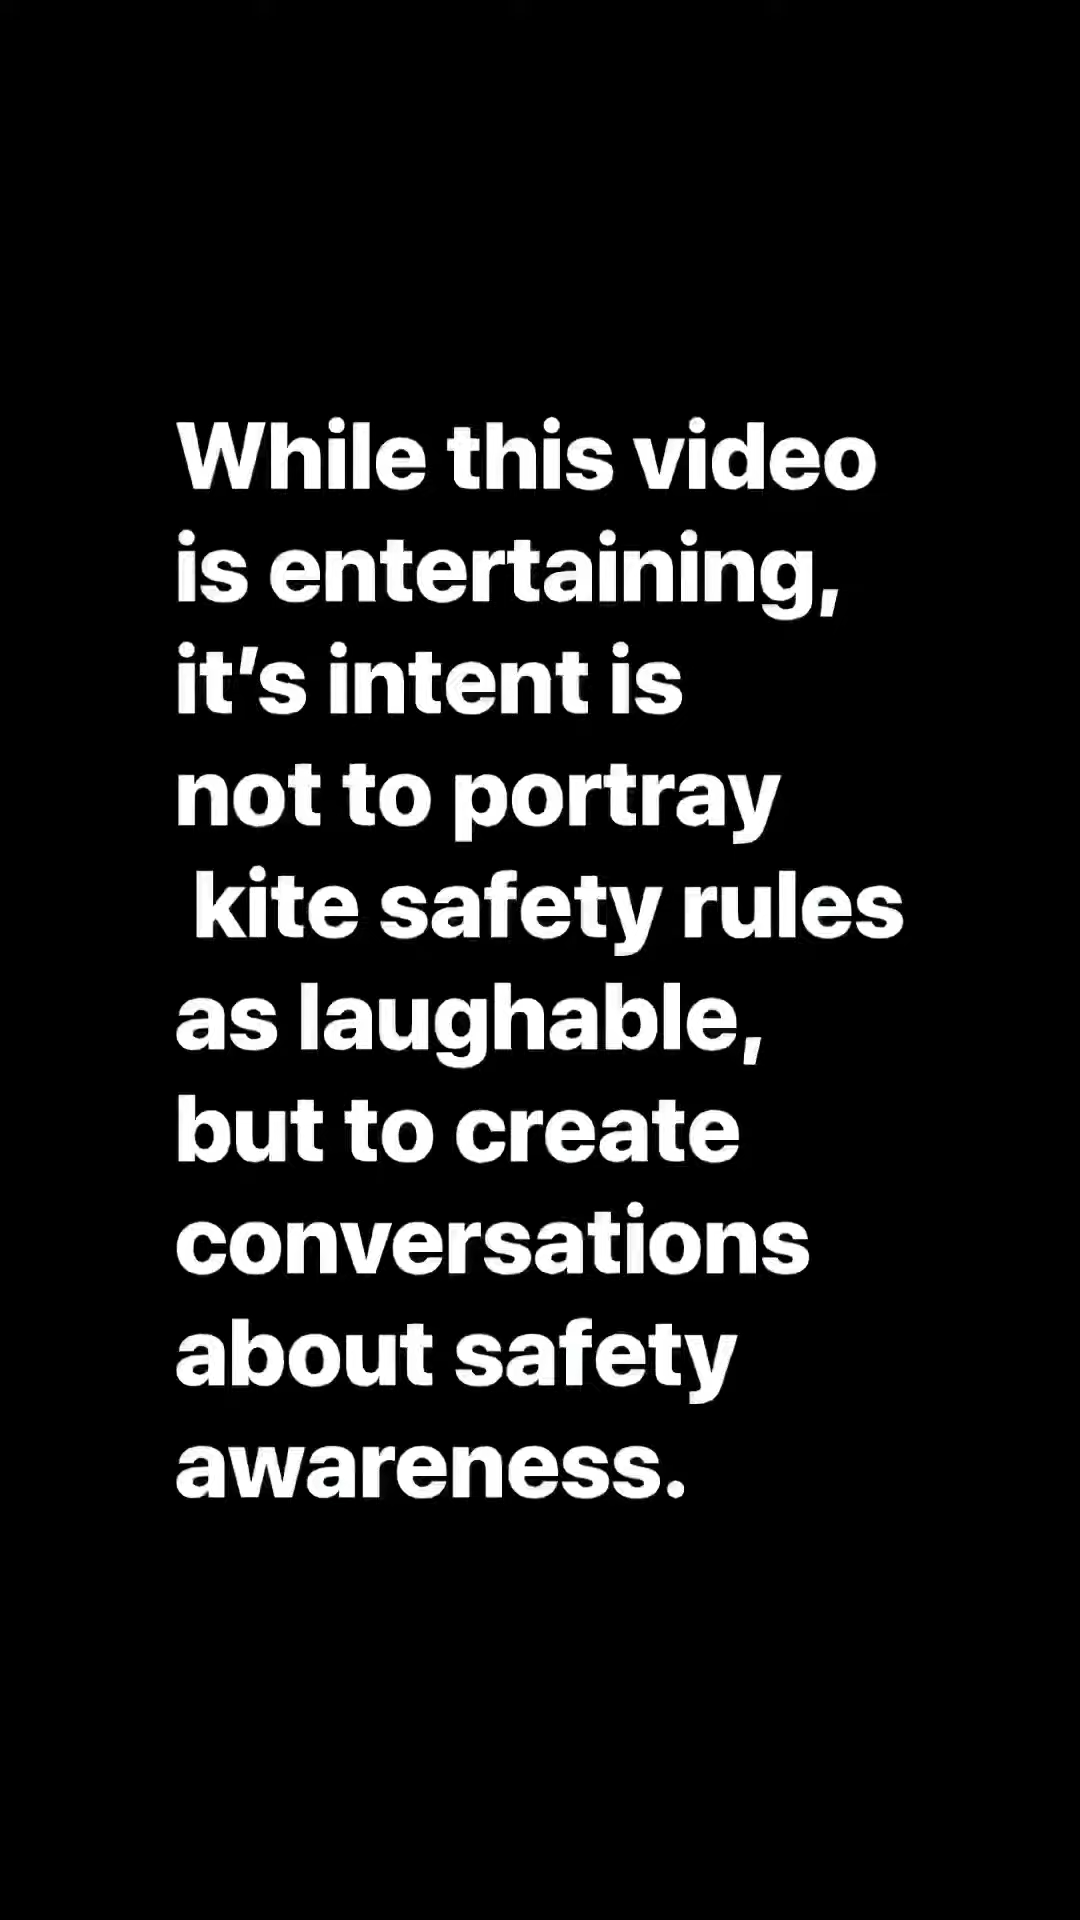 While this video
is entertaining,
it’s intent is
not to portray
kite safety rules
as laughable,
but to create
conversations
about safety
awareness.